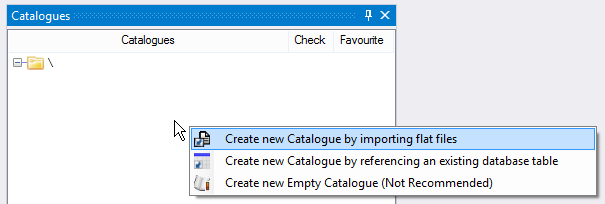 Catalogues
Catalogues Check Favourite
\
Create new Catalogue by importing flat files
Create new Catalogue by referencing an existing database table
Create new Empty Catalogue (Not Recommended)